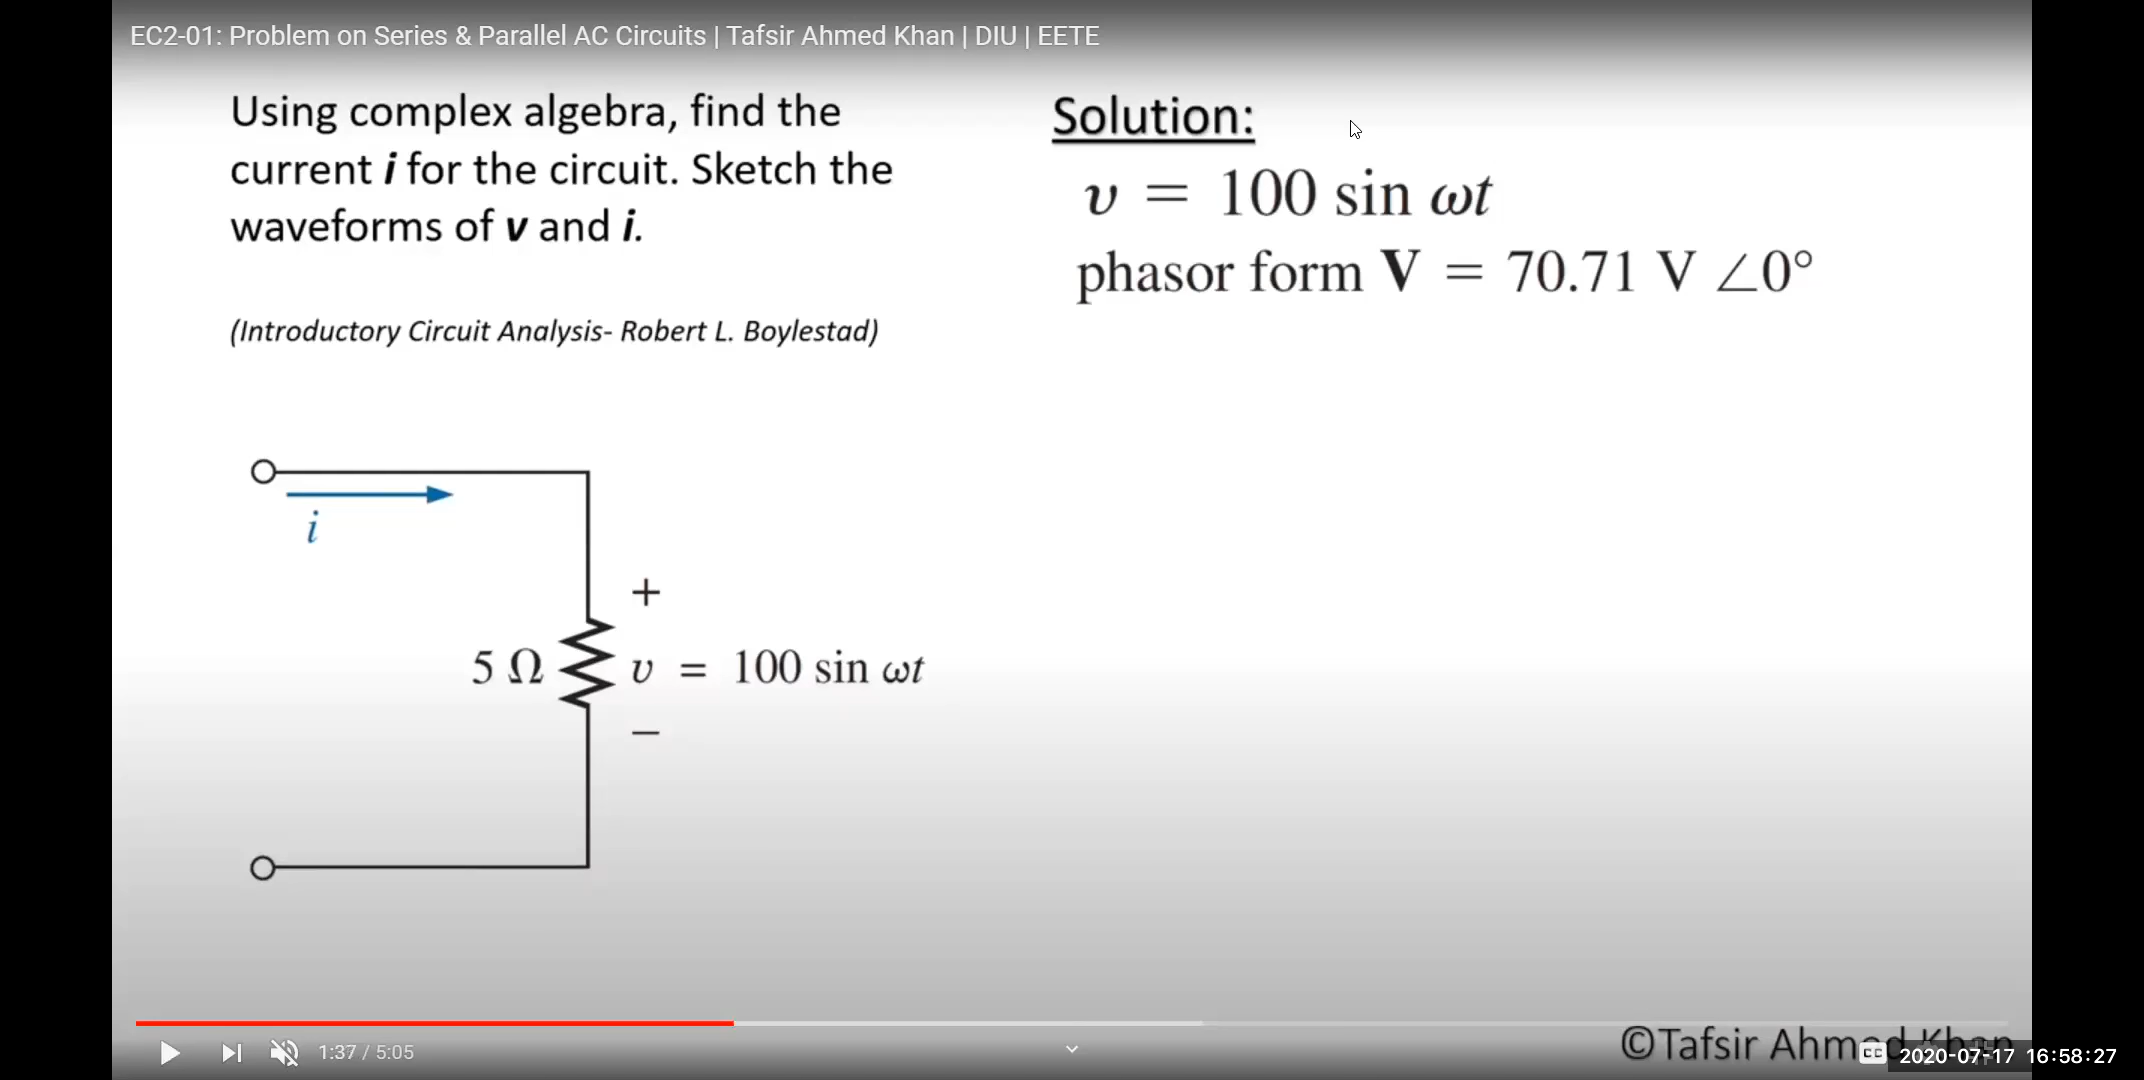 EC2-01: Problem on Series & Parallel AC Circuits | Tafsir Ahmed Khan | DIU | EETE
Using complex algebra, find the
current i for the circuit. Sketch the
waveforms of v and i.
(Introductory Circuit Analysis- Robert L. Boylestad)
Solution:
v = 100 sin ωt
phasor form V = 70.71 V ∠0°
i
+
5 Ω v = 100 sin ωt
−
1:37 / 5:05
©Tafsir Ahmed Khan
CC 2020-07-17 16:58:27